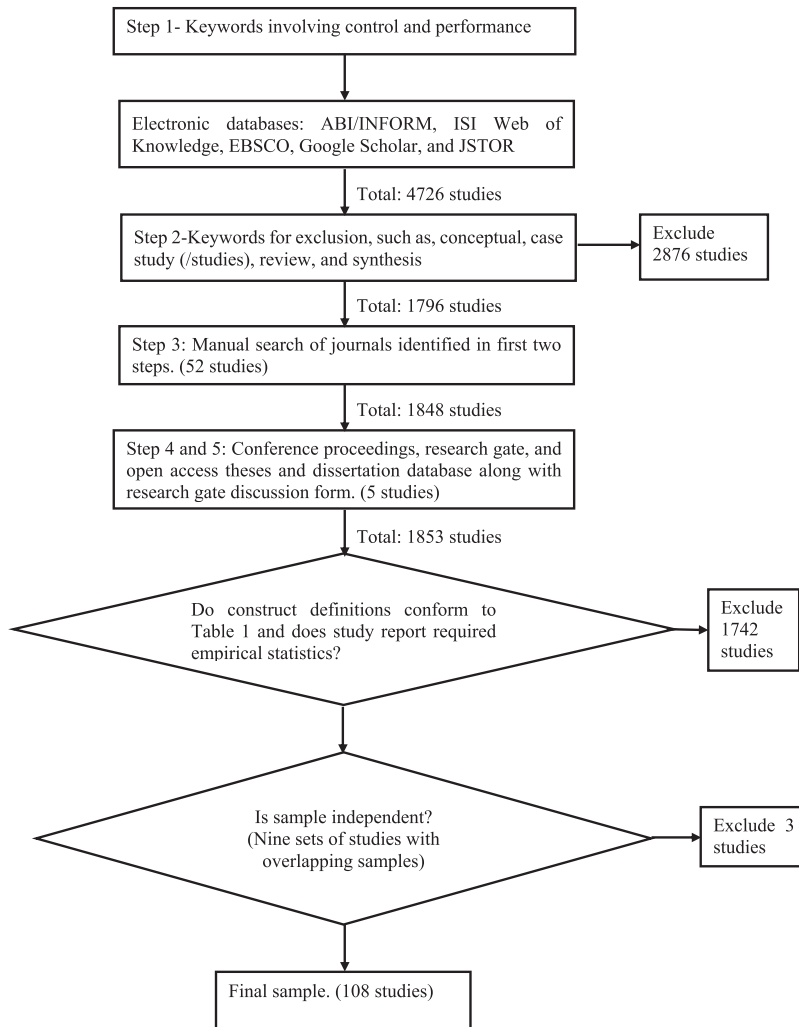 Step 1- Keywords involving control and performance
Electronic databases: ABI/INFORM, ISI Web of
Knowledge, EBSCO, Google Scholar, and JSTOR
Total: 4726 studies
Step 2-Keywords for exclusion, such as, conceptual, case
study (/studies), review, and synthesis
Exclude
2876 studies
Total: 1796 studies
Step 3: Manual search of journals identified in first two
steps. (52 studies)
Total: 1848 studies
Step 4 and 5: Conference proceedings, research gate, and
open access theses and dissertation database along with
research gate discussion form. (5 studies)
Total: 1853 studies
Do construct definitions conform to
Table 1 and does study report required
empirical statistics?
Exclude
1742
studies
Is sample independent?
(Nine sets of studies with
overlapping samples)
Exclude 3
studies
Final sample. (108 studies)